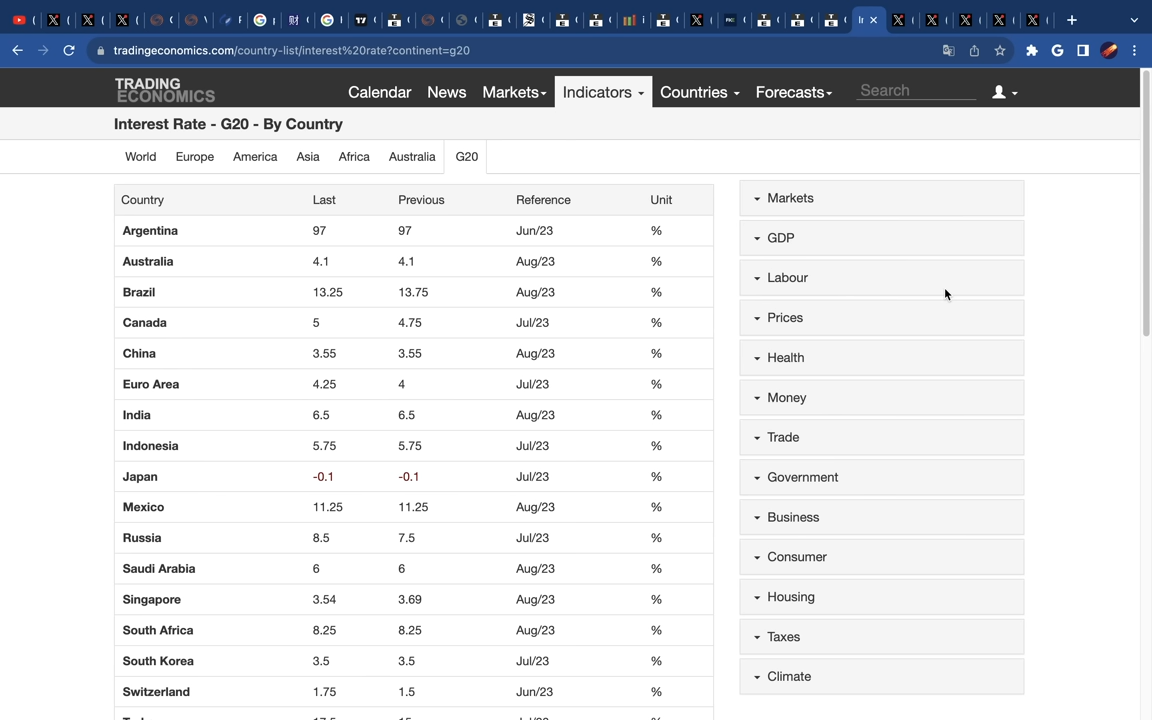 tradingeconomics.com/country-list/interest%20rate?continent=g20
TRADING
ECONOMICS
Calendar News Markets Indicators Countries Forecasts Search
Interest Rate - G20 - By Country
World Europe America Asia Africa Australia G20
Country Last Previous Reference Unit
Argentina 97 97 Jun/23 %
Australia 4.1 4.1 Aug/23 %
Brazil 13.25 13.75 Aug/23 %
Canada 5 4.75 Jul/23 %
China 3.55 3.55 Aug/23 %
Euro Area 4.25 4 Jul/23 %
India 6.5 6.5 Aug/23 %
Indonesia 5.75 5.75 Jul/23 %
Japan -0.1 -0.1 Jul/23 %
Mexico 11.25 11.25 Aug/23 %
Russia 8.5 7.5 Jul/23 %
Saudi Arabia 6 6 Aug/23 %
Singapore 3.54 3.69 Aug/23 %
South Africa 8.25 8.25 Aug/23 %
South Korea 3.5 3.5 Jul/23 %
Switzerland 1.75 1.5 Jun/23 %
Markets
GDP
Labour
Prices
Health
Money
Trade
Government
Business
Consumer
Housing
Taxes
Climate